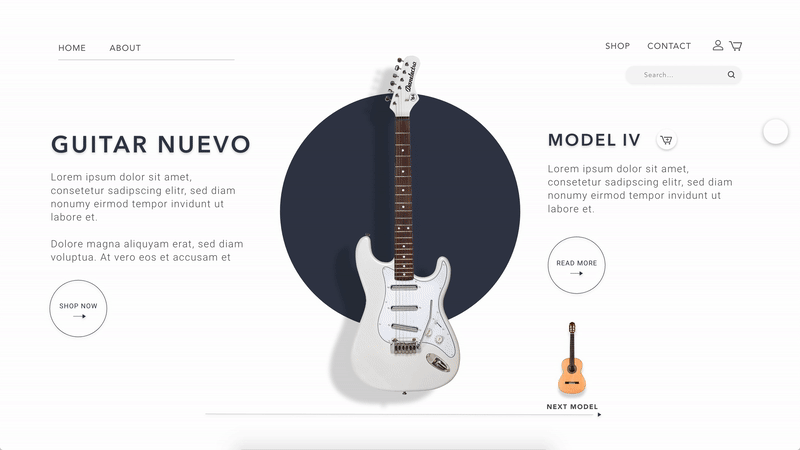 HOME ABOUT
SHOP CONTACT
Search...
GUITAR NUEVO
Lorem ipsum dolor sit amet,
consetetur sadipscing elitr, sed diam
nonumy eirmod tempor invidunt ut
labore et.
Dolore magna aliquyam erat, sed diam
voluptua. At vero eos et accusam et
SHOP NOW
MODEL IV
Lorem ipsum dolor sit amet,
consetetur sadipscing elitr, sed diam
nonumy eirmod tempor invidunt ut
labore et.
READ MORE
NEXT MODEL